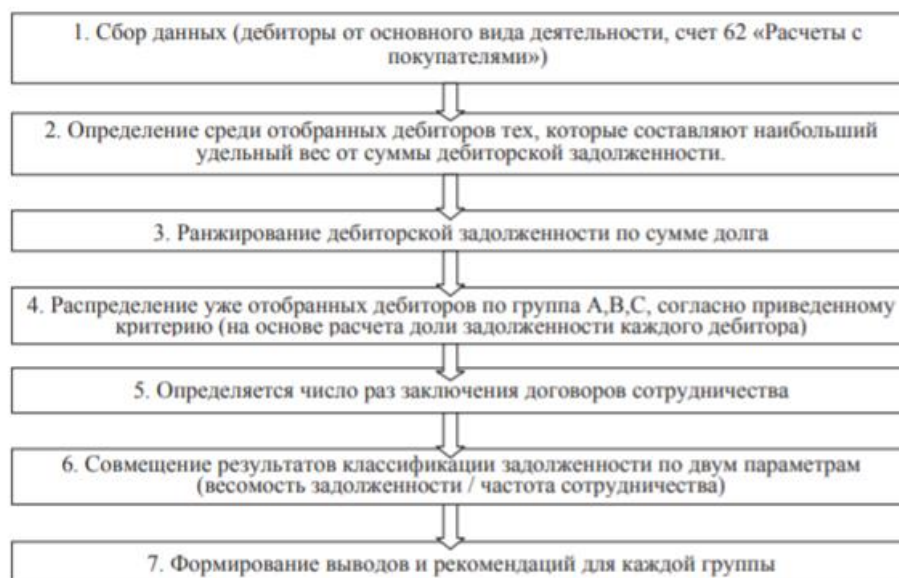 1. Сбор данных (дебиторы от основного вида деятельности, счет 62 «Расчеты с
покупателями»)
2. Определение среди отобранных дебиторов тех, которые составляют наибольший
удельный вес от суммы дебиторской задолженности.
3. Ранжирование дебиторской задолженности по сумме долга
4. Распределение уже отобранных дебиторов по группа А,В,С, согласно приведенному
критерию (на основе расчета доли задолженности каждого дебитора)
5. Определяется число раз заключения договоров сотрудничества
6. Совмещение результатов классификации задолженности по двум параметрам
(весомость задолженности / частота сотрудничества)
7. Формирование выводов и рекомендаций для каждой группы